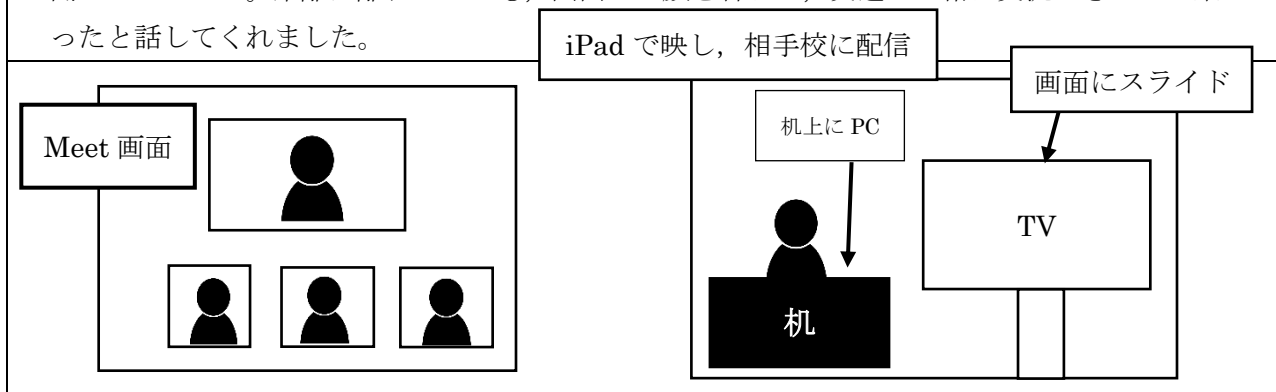 ったと話してくれました。
iPad で映し，相手校に配信
画面にスライド
Meet 画面
机上に PC
TV
机